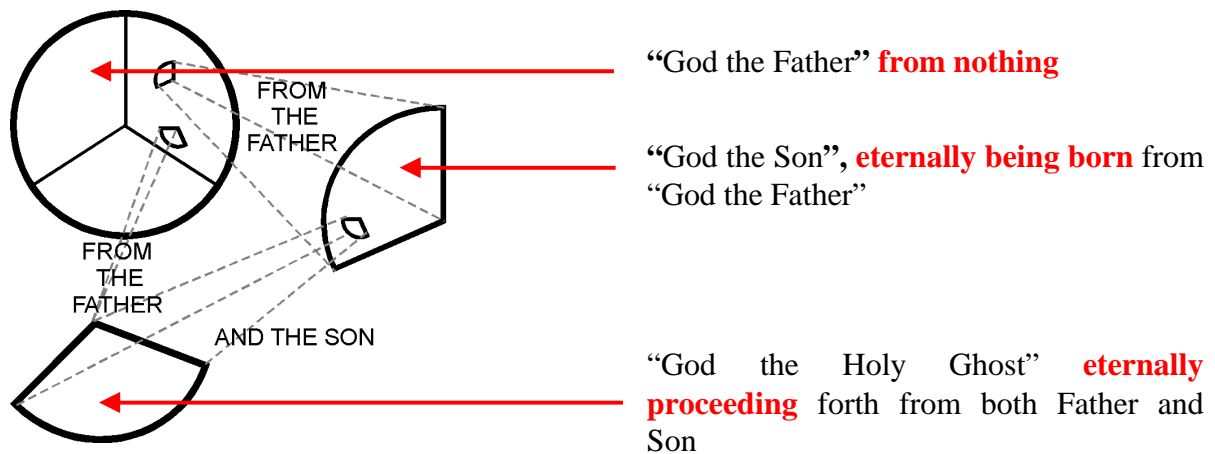 “God the Father” from nothing
FROM
THE
FATHER
“God the Son”, eternally being born from
“God the Father”
FROM
THE
FATHER
AND THE SON
“God the Holy Ghost” eternally
proceeding forth from both Father and
Son